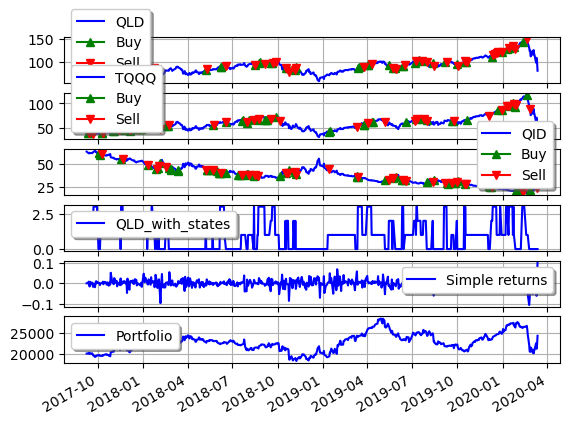 QLD
Buy
Sell
150
100
TQQQ
Buy
Sell
100
50
QID
Buy
Sell
50
25
QLD_with_states
2.5
0.0
Simple returns
0.1
0.0
−0.1
Portfolio
25000
20000
2017-10
2018-01
2018-04
2018-07
2018-10
2019-01
2019-04
2019-07
2019-10
2020-01
2020-04